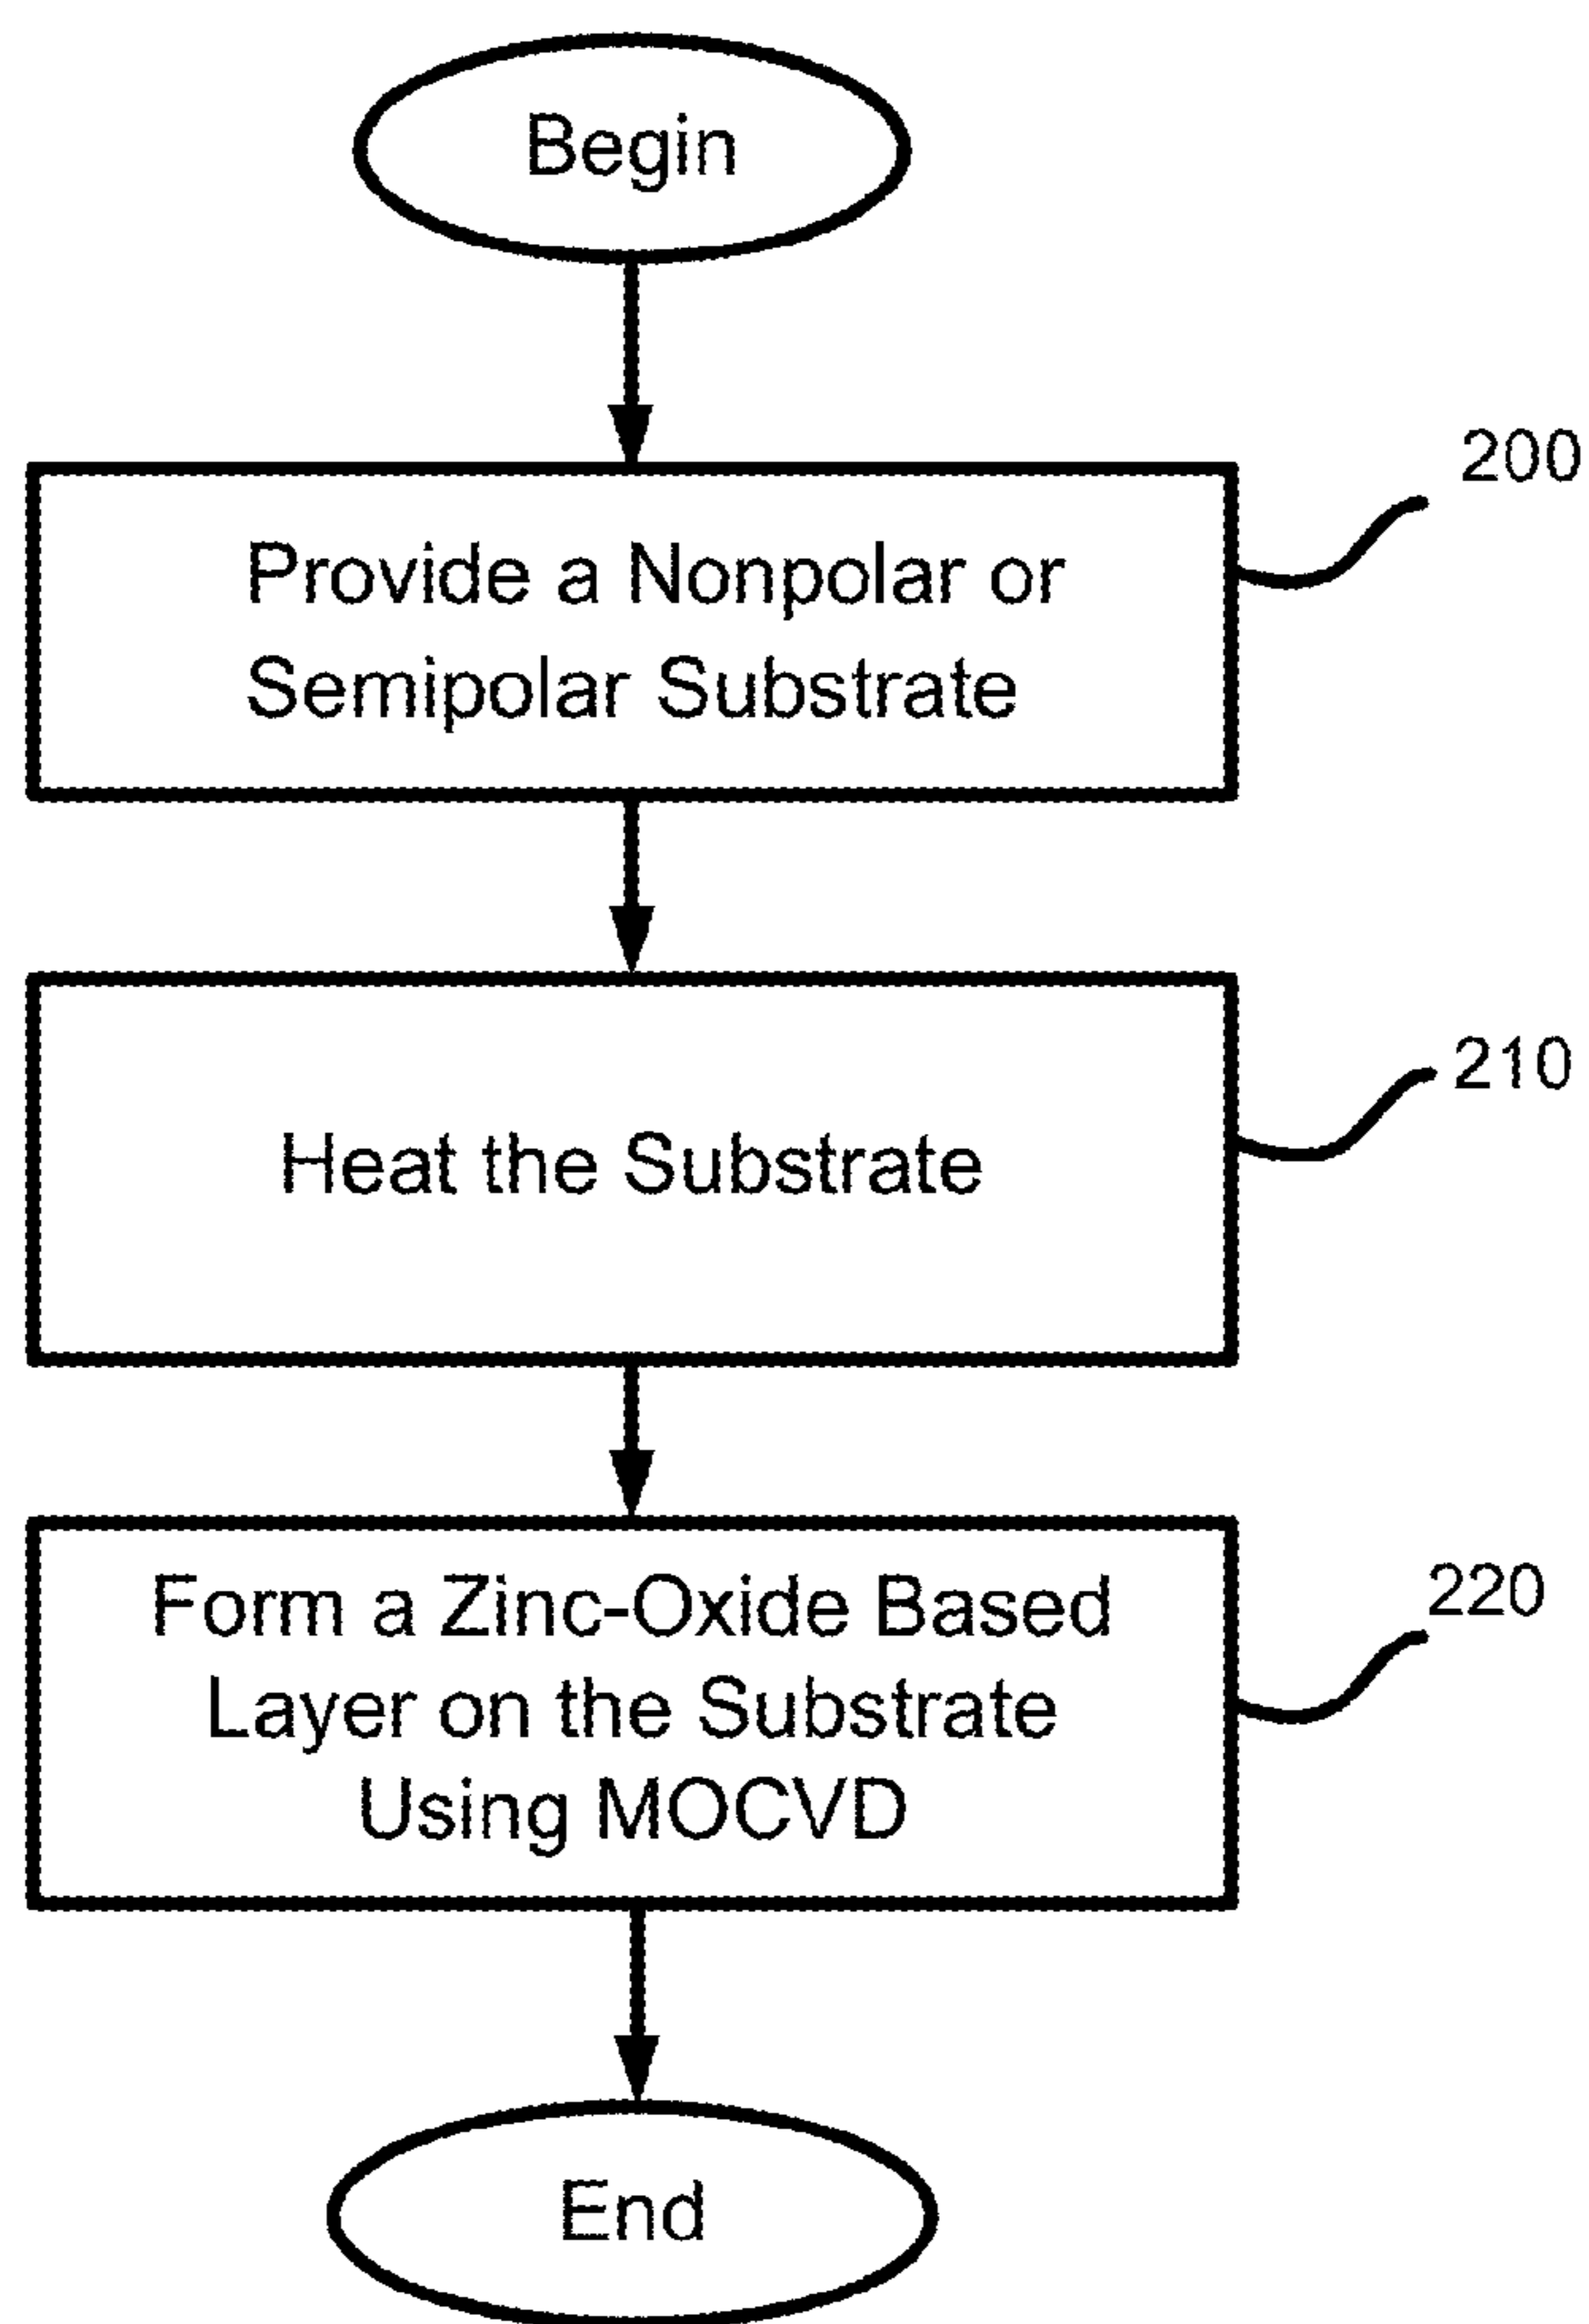 Begin
200
Provide a Nonpolar or
Semipolar Substrate
210
Heat the Substrate
220
Form a Zinc-Oxide Based
Layer on the Substrate
Using MOCVD
End